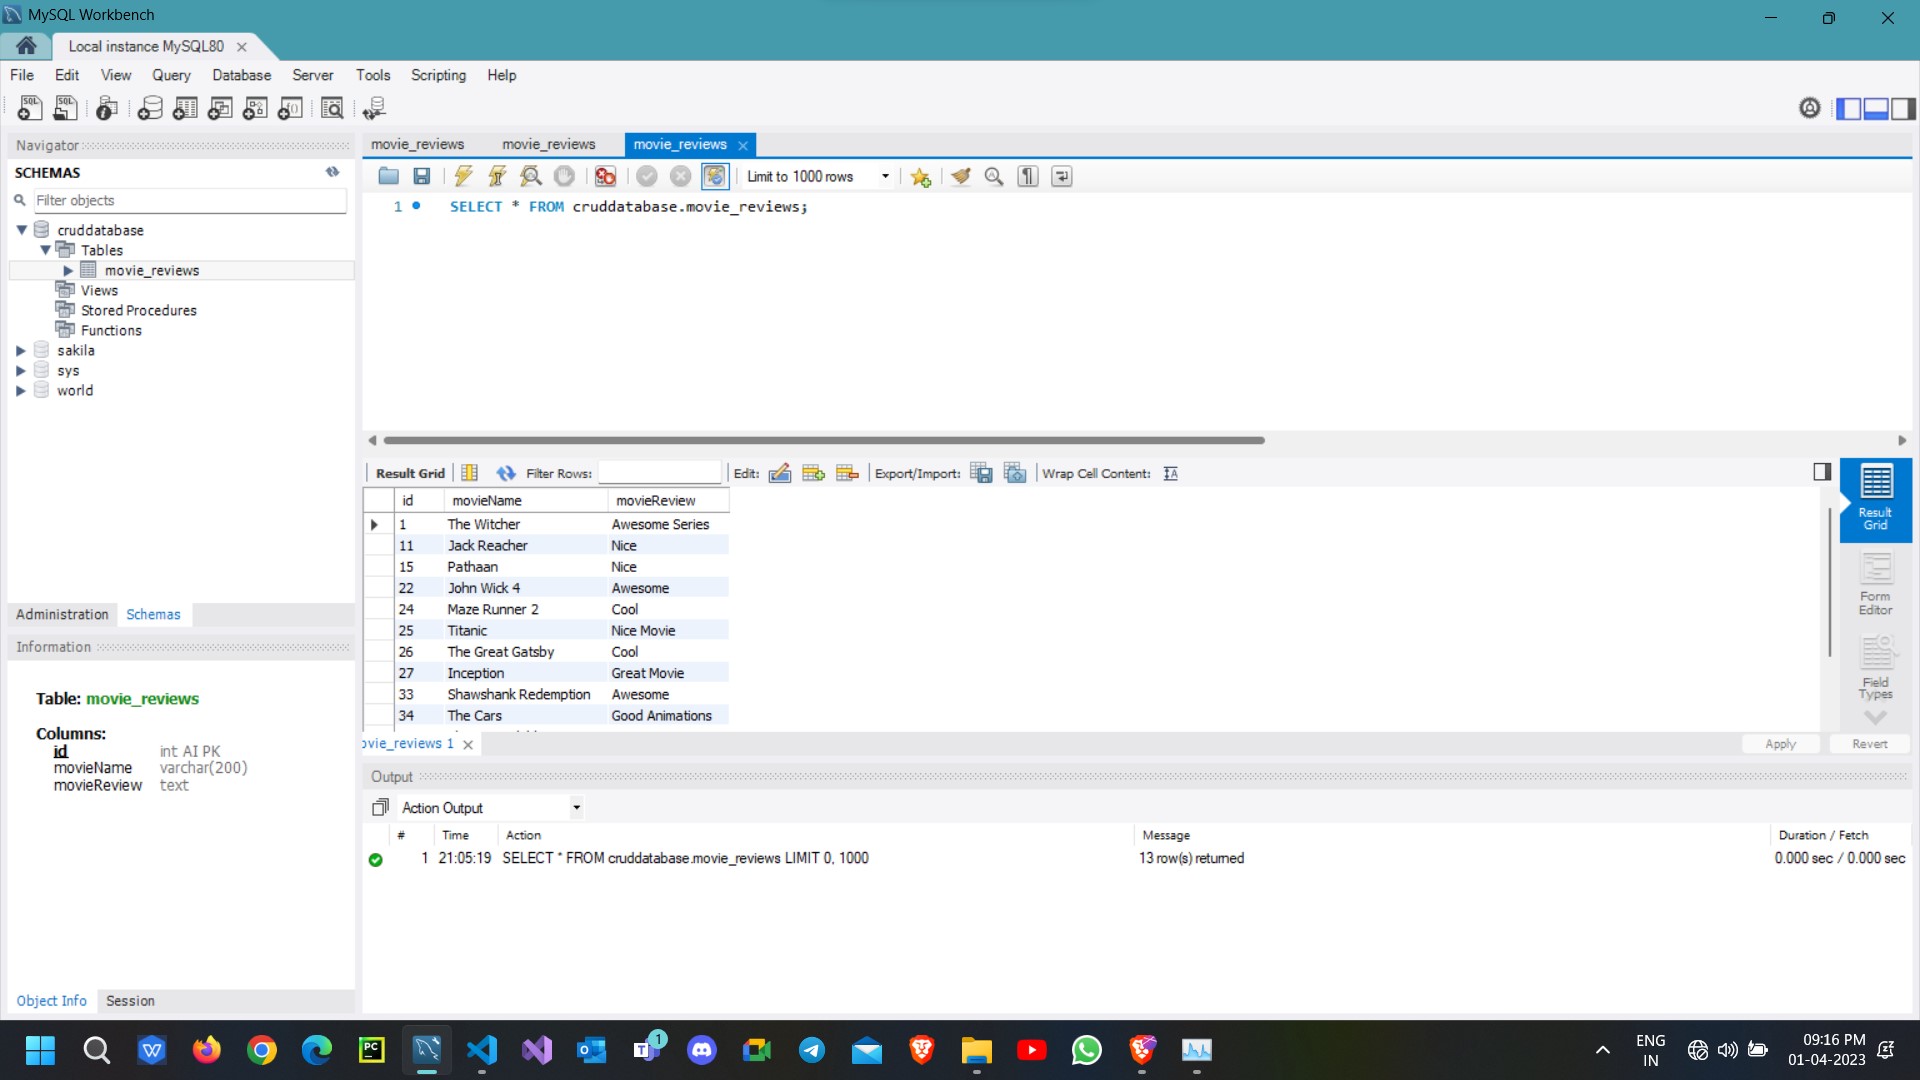 MySQL Workbench
Local instance MySQL80
File Edit View Query Database Server Tools Scripting Help
Navigator
SCHEMAS
Filter objects
cruddatabase
Tables
movie_reviews
Views
Stored Procedures
Functions
sakila
sys
world
Administration Schemas
Information
Table: movie_reviews
Columns:
id int AI PK
movieName varchar(200)
movieReview text
Object Info Session
movie_reviews movie_reviews movie_reviews
Limit to 1000 rows
1 SELECT * FROM cruddatabase.movie_reviews;
Result Grid Filter Rows: Edit: Export/Import: Wrap Cell Content:
id movieName movieReview
1 The Witcher Awesome Series
11 Jack Reacher Nice
15 Pathaan Nice
22 John Wick 4 Awesome
24 Maze Runner 2 Cool
25 Titanic Nice Movie
26 The Great Gatsby Cool
27 Inception Great Movie
33 Shawshank Redemption Awesome
34 The Cars Good Animations
Result
Grid
Form
Editor
Field
Types
ovie_reviews 1
Apply Revert
Output
Action Output
# Time Action Message Duration / Fetch
1 21:05:19 SELECT * FROM cruddatabase.movie_reviews LIMIT 0, 1000 13 row(s) returned 0.000 sec / 0.000 sec
ENG
IN
09:16 PM
01-04-2023